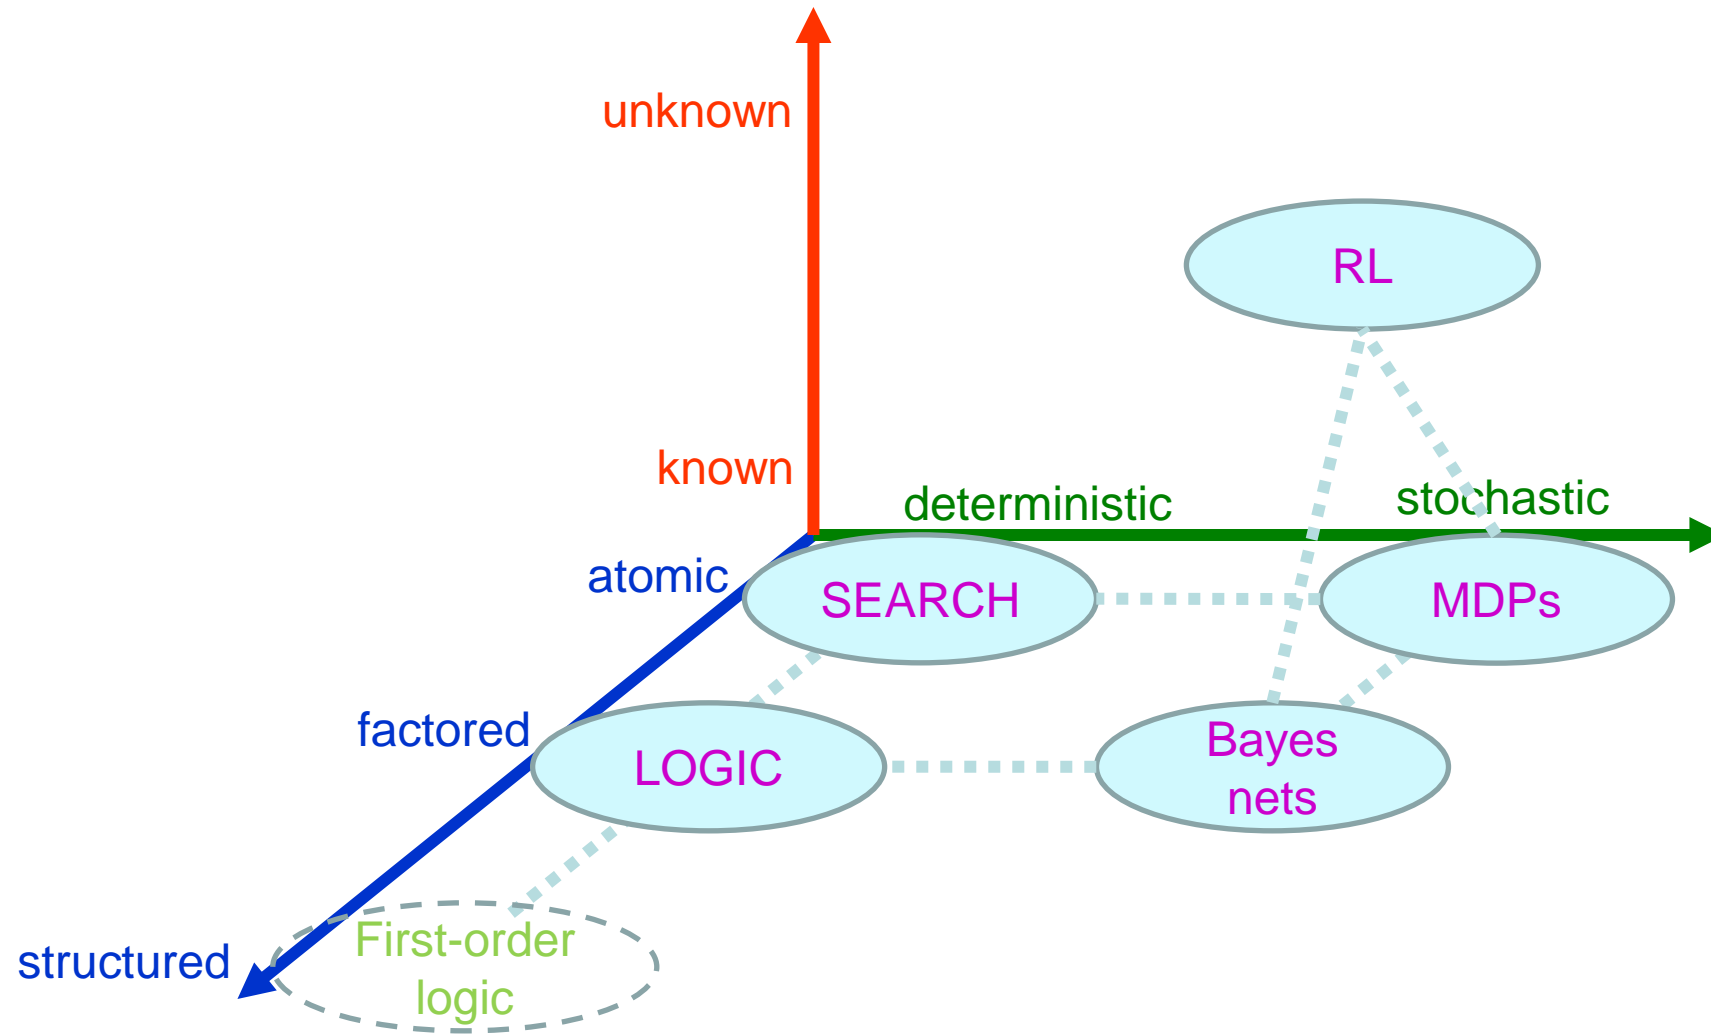 unknown
RL
known
deterministic
stochastic
atomic
SEARCH
MDPs
factored
LOGIC
Bayes
nets
structured
First-order
logic